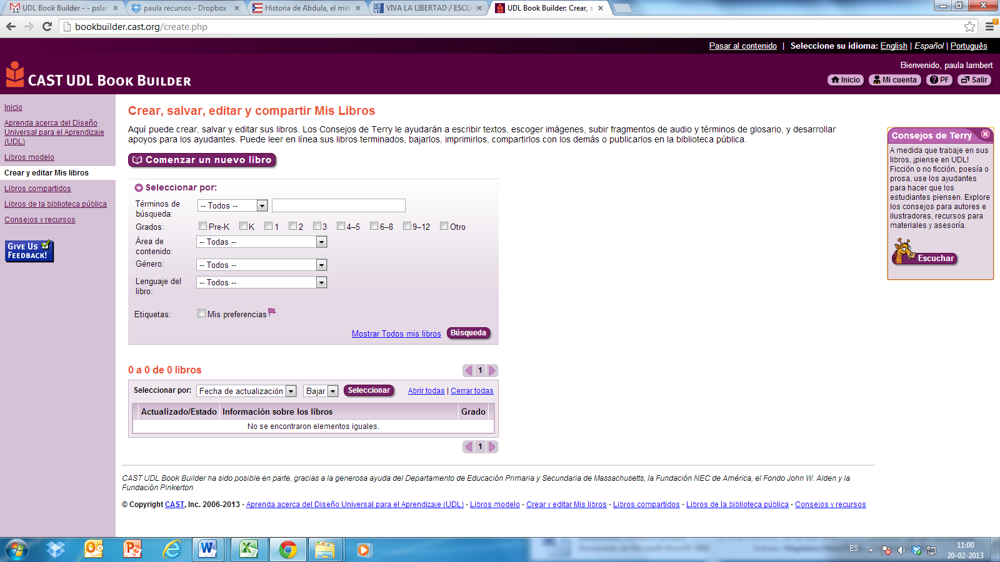 UDL Book Builder - - pslar
paula recursos - Dropbox
Historia de Abdula, el mer
VIVA LA LIBERTAD / ESCLA
UDL Book Builder: Crear, s
bookbuilder.cast.org/create.php
Pasar al contenido | Seleccione su idioma: English | Español | Português
Bienvenido, paula lambert
CAST UDL BOOK BUILDER
Inicio
Mi cuenta
PF
Salir
Inicio
Aprenda acerca del Diseño
Universal para el Aprendizaje
(UDL)
Libros modelo
Crear y editar Mis libros
Libros compartidos
Libros de la biblioteca pública
Consejos y recursos
GIVE US
FEEDBACK!
Crear, salvar, editar y compartir Mis Libros
Aquí puede crear, salvar y editar sus libros. Los Consejos de Terry le ayudarán a escribir textos, escoger imágenes, subir fragmentos de audio y términos de glosario, y desarrollar
apoyos para los ayudantes. Puede leer en línea sus libros terminados, bajarlos, imprimirlos, compartirlos con los demás o publicarlos en la biblioteca pública.
Comenzar un nuevo libro
Seleccionar por:
Términos de
búsqueda:
-- Todos --
Grados:
Pre-K K 1 2 3 4–5 6–8 9–12 Otro
Área de
contenido:
-- Todas --
Género:
-- Todos --
Lenguaje del
libro:
-- Todos --
Etiquetas:
Mis preferencias
Mostrar Todos mis libros
Búsqueda
0 a 0 de 0 libros
1
Seleccionar por: Fecha de actualización Bajar Seleccionar Abrir todas | Cerrar todas
Actualizado/Estado Información sobre los libros Grado
No se encontraron elementos iguales.
1
Consejos de Terry
A medida que trabaje en sus
libros, ¡piense en UDL!
Ficción o no ficción, poesía o
prosa, use los ayudantes
para hacer que los
estudiantes piensen. Explore
los consejos para autores e
ilustradores, recursos para
materiales y asesoría.
Escuchar
CAST UDL Book Builder ha sido posible en parte, gracias a la generosa ayuda del Departamento de Educación Primaria y Secundaria de Massachusetts, la Fundación NEC de América, el Fondo John W. Alden y la
Fundación Pinkerton
© Copyright CAST, Inc. 2006-2013 · Aprenda acerca del Diseño Universal para el Aprendizaje (UDL) · Libros modelo · Crear y editar Mis libros · Libros compartidos · Libros de la biblioteca pública · Consejos y recursos
ES
11:00
20-02-2013